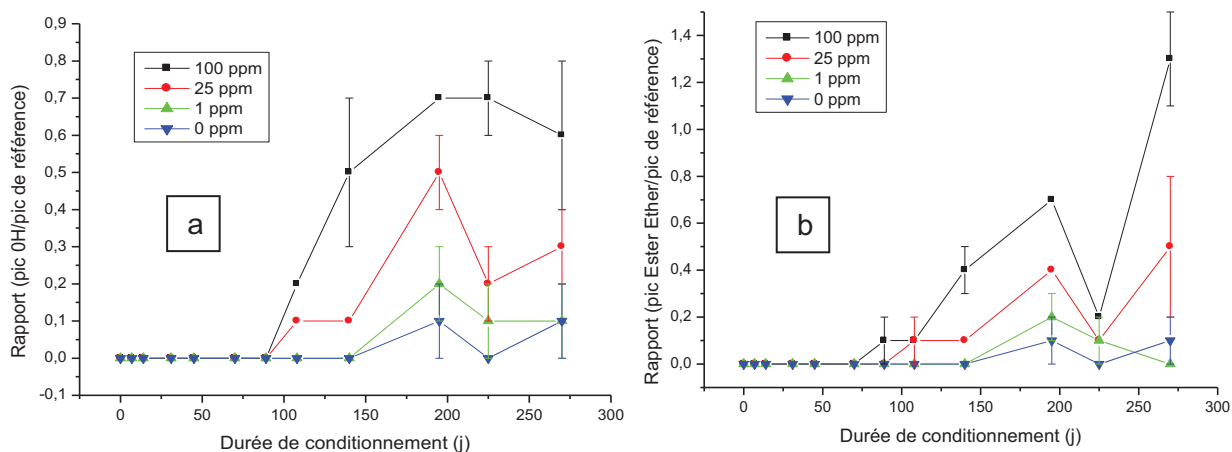 0,9
0,8
0,7
0,6
0,5
0,4
0,3
0,2
0,1
0,0
-0,1
Rapport (pic 0H/pic de référence)
100 ppm
25 ppm
1 ppm
0 ppm
a
0 50 100 150 200 250 300
Durée de conditionnement (j)
1,4
1,2
1,0
0,8
0,6
0,4
0,2
0,0
Rapport (pic Ester Ether/pic de référence)
100 ppm
25 ppm
1 ppm
0 ppm
b
0 50 100 150 200 250 300
Durée de conditionnement (j)